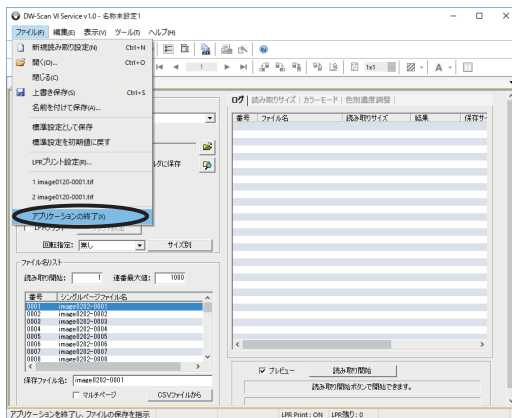 DW-Scan VI Service v1.0 - 名称未設定1
ファイル(F) 編集(E) 表示(V) ツール(T) ヘルプ(H)
新規読み取り設定(N) Ctrl+N
開く(O)... Ctrl+O
閉じる(C)
上書き保存(S) Ctrl+S
名前を付けて保存(A)...
標準設定として保存
標準設定を初期値に戻す
LPRプリント設定(R)...
1 image0120-0001.tif
2 image0120-0001.tif
アプリケーションの終了(X)
1
1x1
A
ダに保存
回転指定: 無し サイズ別
ファイル名リスト
読み取り開始: 1 連番最大値: 1000
番号 シングルページファイル名
0001 image0202-0001
0002 image0202-0002
0003 image0202-0003
0004 image0202-0004
0005 image0202-0005
0006 image0202-0006
0007 image0202-0007
0008 image0202-0008
保存ファイル名: image0202-0001
マルチページ CSVファイルから
ログ 読み取りサイズ カラーモード 色別濃度調整
番号 ファイル名 読み取りサイズ 結果 保存サ
プレビュー 読み取り開始
読み取り開始ボタンで開始できます。
アプリケーションを終了し、ファイルの保存を指示
LPR Print : ON LPR残り : 0